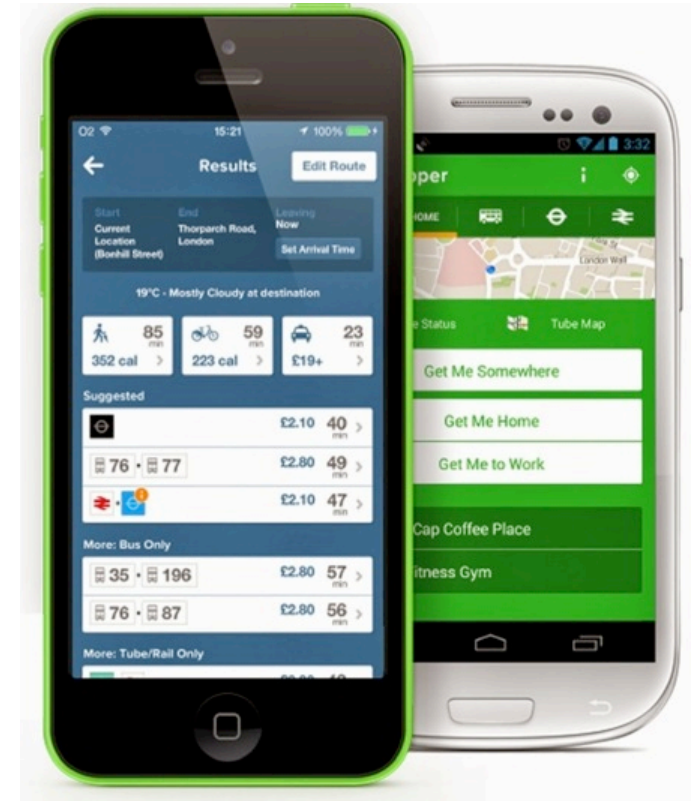 O2 15:21 100%
Results Edit Route
Start End Leaving
Current Location (Bonhill Street) Thorparch Road, London Now
Set Arrival Time
19°C - Mostly Cloudy at destination
85 min 59 min 23 min
352 cal 223 cal £19+
Suggested
£2.10 40 min
76 · 77 £2.80 49 min
£2.10 47 min
More: Bus Only
35 · 196 £2.80 57 min
76 · 87 £2.80 56 min
More: Tube/Rail Only
3:32
pper
HOME
London Wall
e Status Tube Map
Get Me Somewhere
Get Me Home
Get Me to Work
Cap Coffee Place
itness Gym